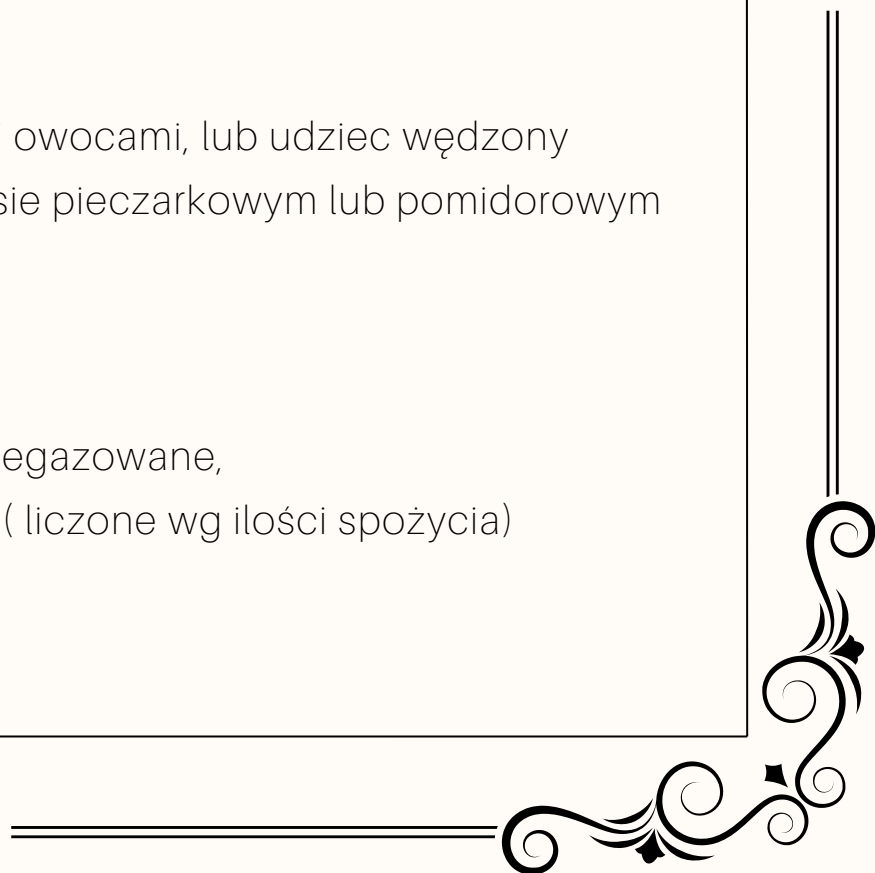 owocami, lub udziec wędzony
sie pieczarkowym lub pomidorowym
egazowane,
( liczone wg ilości spożycia)